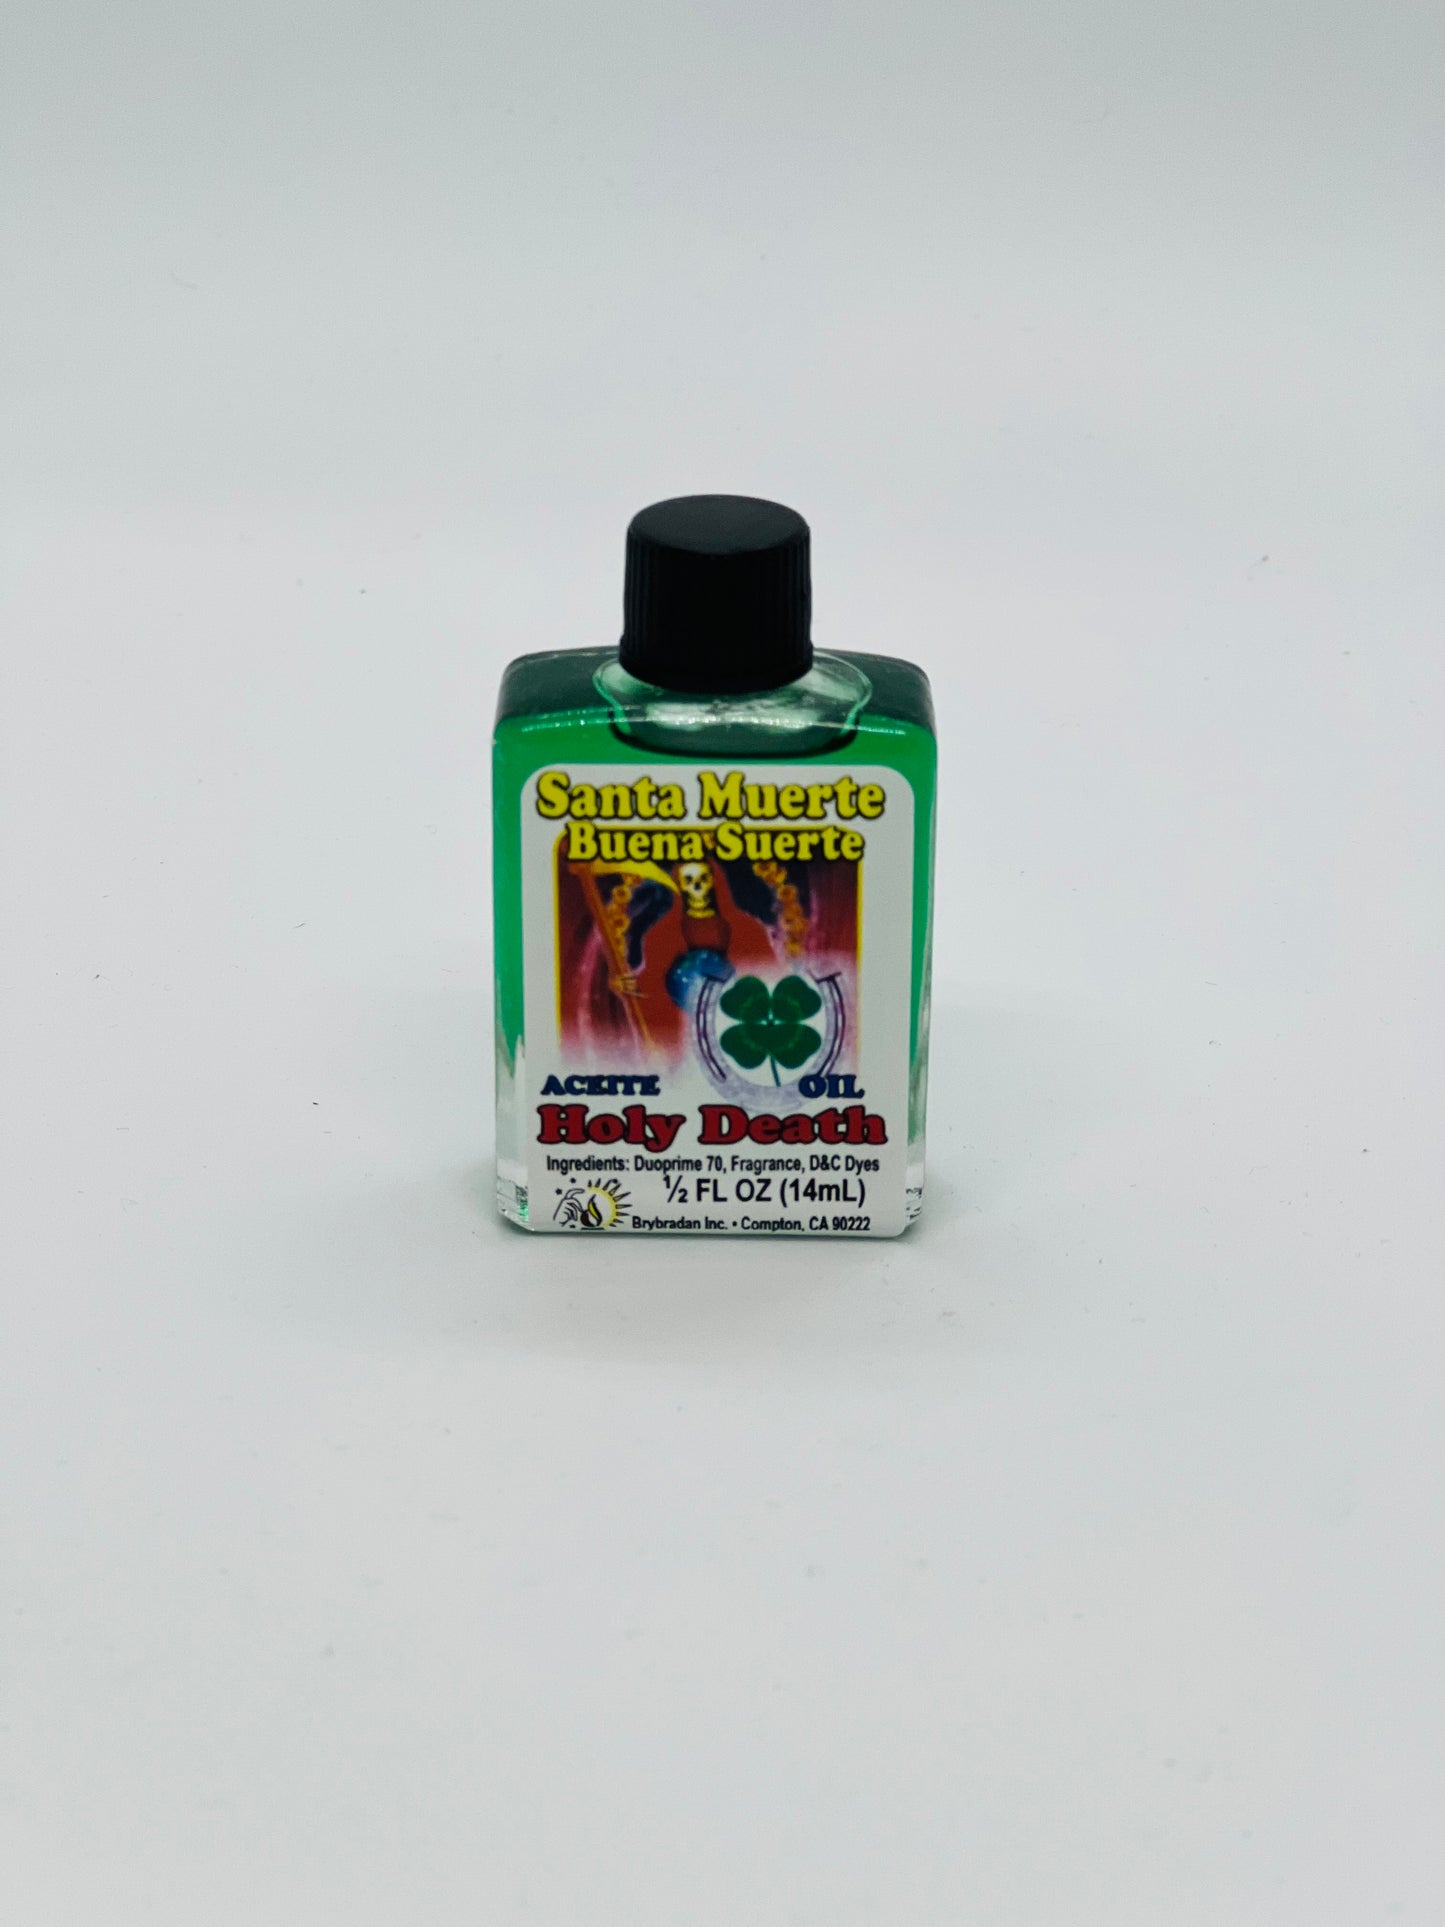 Santa Muerte
Buena Suerte
ACEITE OIL
Holy Death
Ingredients: Duoprime 70, Fragrance, D&C Dyes
½ FL OZ (14mL)
Brybradan Inc. • Compton, CA 90222